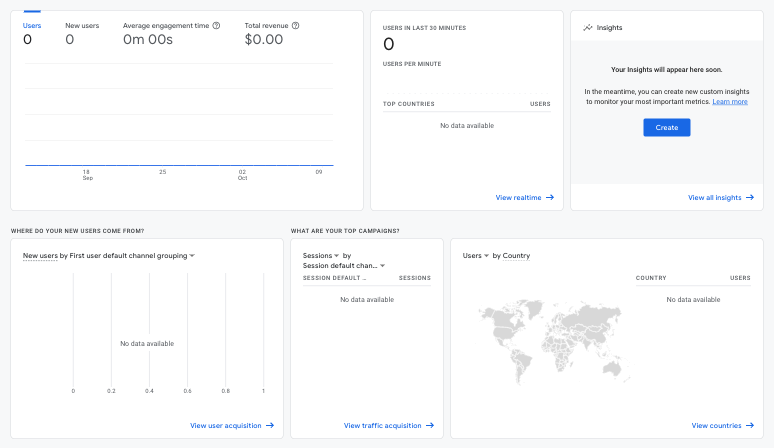 Users
0
New users
0
Average engagement time
0m 00s
Total revenue
$0.00
18
Sep
25
02
Oct
09
USERS IN LAST 30 MINUTES
0
USERS PER MINUTE
TOP COUNTRIES USERS
No data available
View realtime
Insights
Your Insights will appear here soon.
In the meantime, you can create new custom insights
to monitor your most important metrics. Learn more
Create
View all insights
WHERE DO YOUR NEW USERS COME FROM?
New users by First user default channel grouping
No data available
0 0.2 0.4 0.6 0.8 1
View user acquisition
WHAT ARE YOUR TOP CAMPAIGNS?
Sessions by
Session default chan...
SESSION DEFAULT ... SESSIONS
No data available
View traffic acquisition
Users by Country
COUNTRY USERS
No data available
View countries